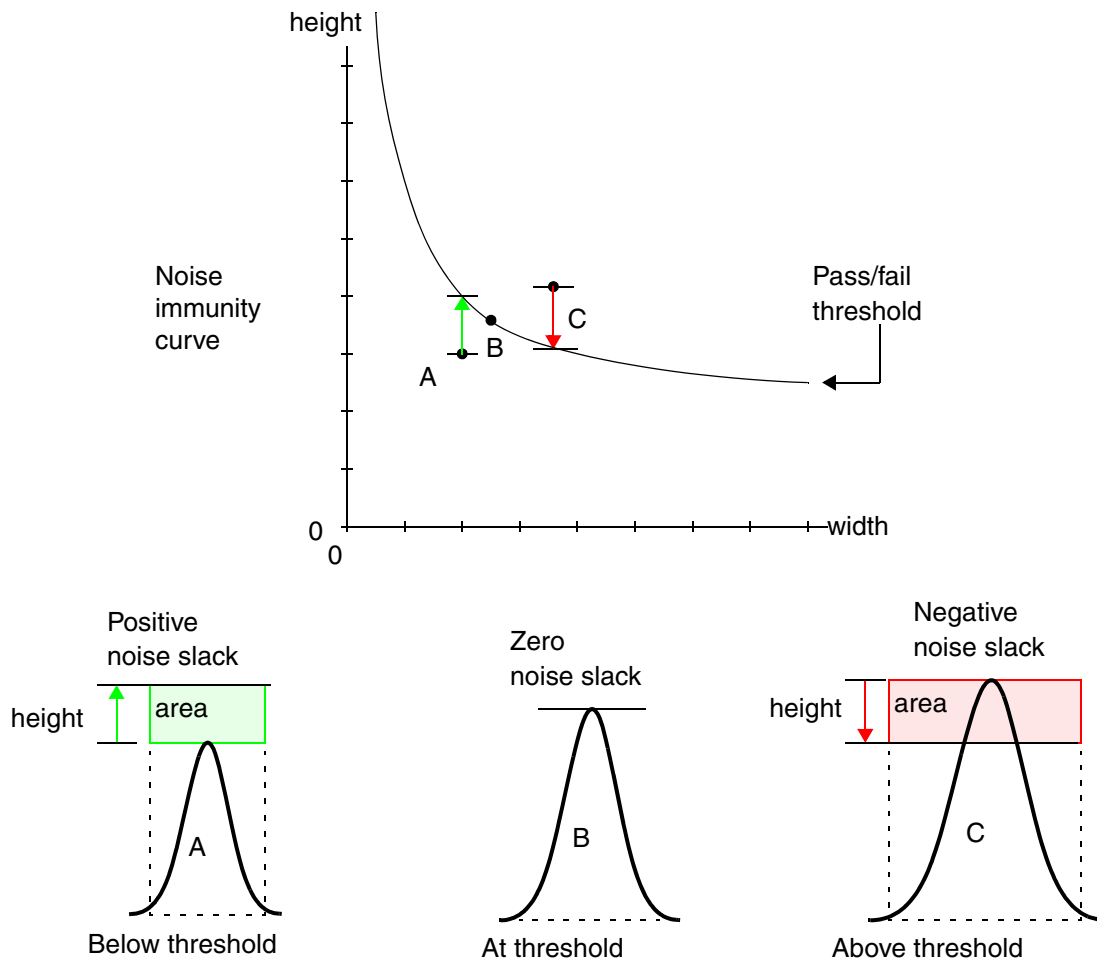 height
Noise
immunity
curve
Pass/fail
threshold
C
B
A
0
0
width
Positive
noise slack
height
area
A
Below threshold
Zero
noise slack
B
At threshold
Negative
noise slack
height
area
C
Above threshold